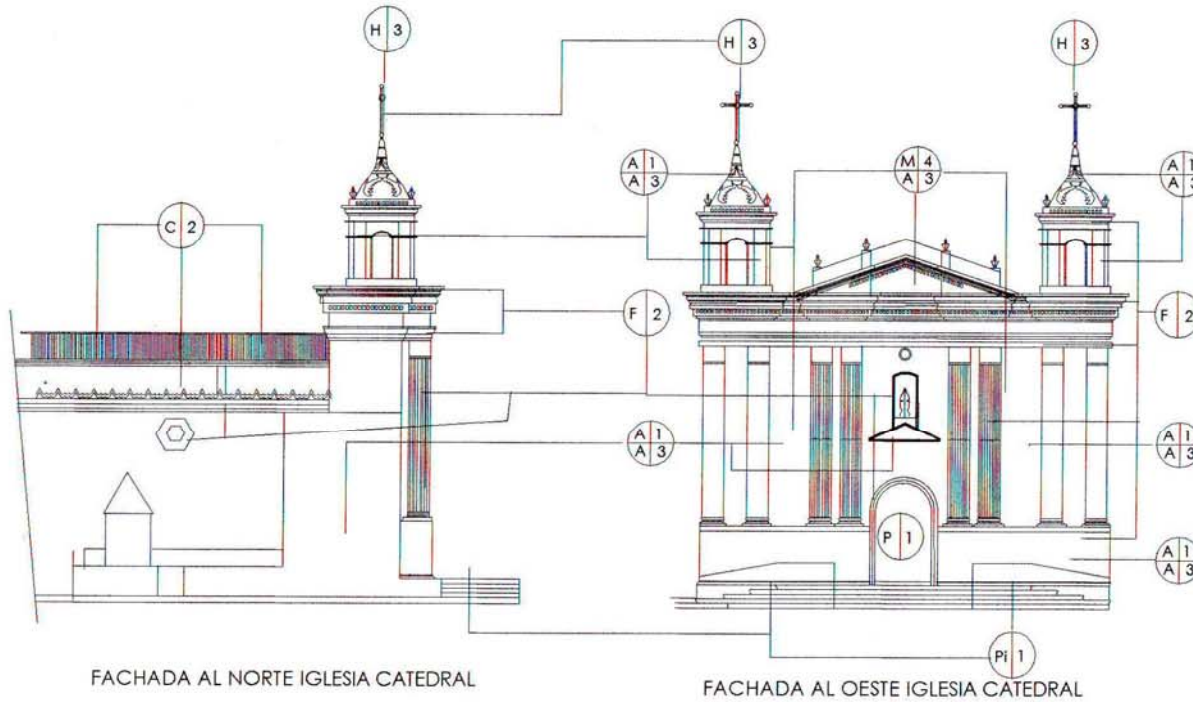 H 3
H 3
H 3
A 1
A 3
M 4
A 3
A 1
A 3
C 2
F 2
F 2
A 1
A 3
A 1
A 3
P 1
A 1
A 3
Pi 1
FACHADA AL NORTE IGLESIA CATEDRAL
FACHADA AL OESTE IGLESIA CATEDRAL